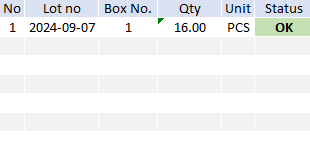 No Lot no Box No. Qty Unit Status
1 2024-09-07 1 16.00 PCS OK